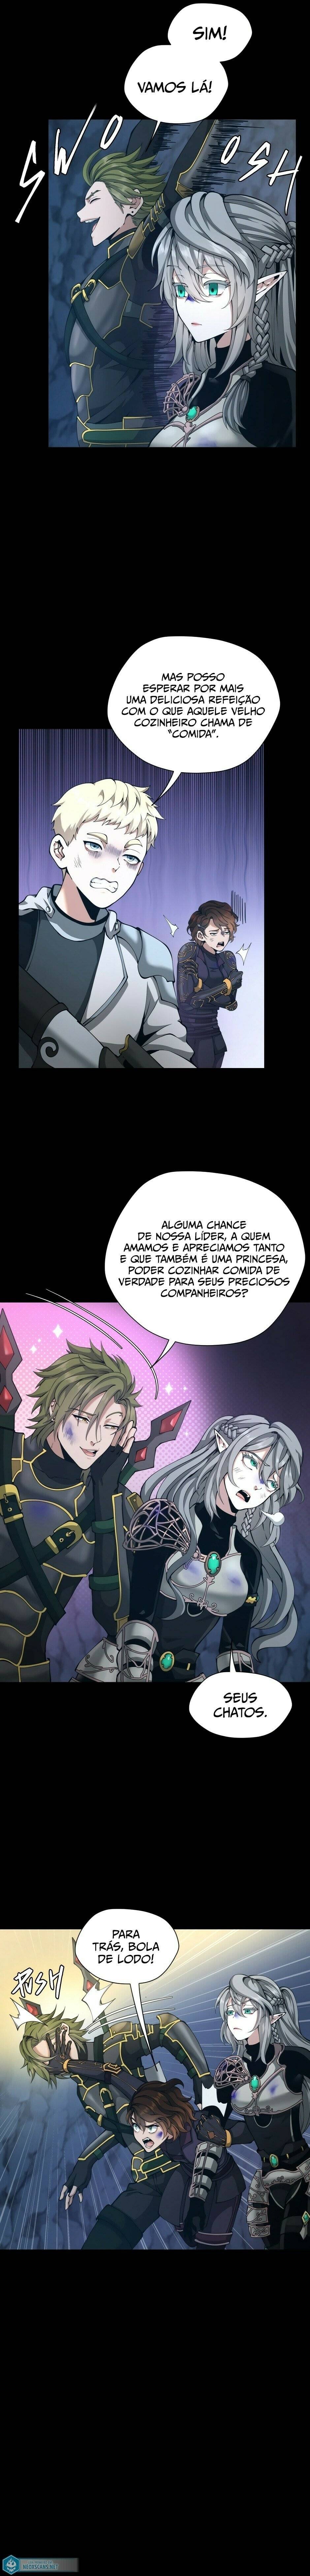 SIM!
VAMOS LÁ!
SWOOOSH
MAS POSSO
ESPERAR POR MAIS
UMA DELICIOSA REFEIÇÃO
COM O QUE AQUELE VELHO
COZINHEIRO CHAMA DE
"COMIDA".
ALGUMA CHANCE
DE NOSSA LÍDER, A QUEM
AMAMOS E APRECIAMOS TANTO
E QUE TAMBÉM É UMA PRINCESA,
PODER COZINHAR COMIDA DE
VERDADE PARA SEUS PRECIOSOS
COMPANHEIROS?
SEUS
CHATOS.
PARA
TRÁS, BOLA
DE LODO!
PUSH